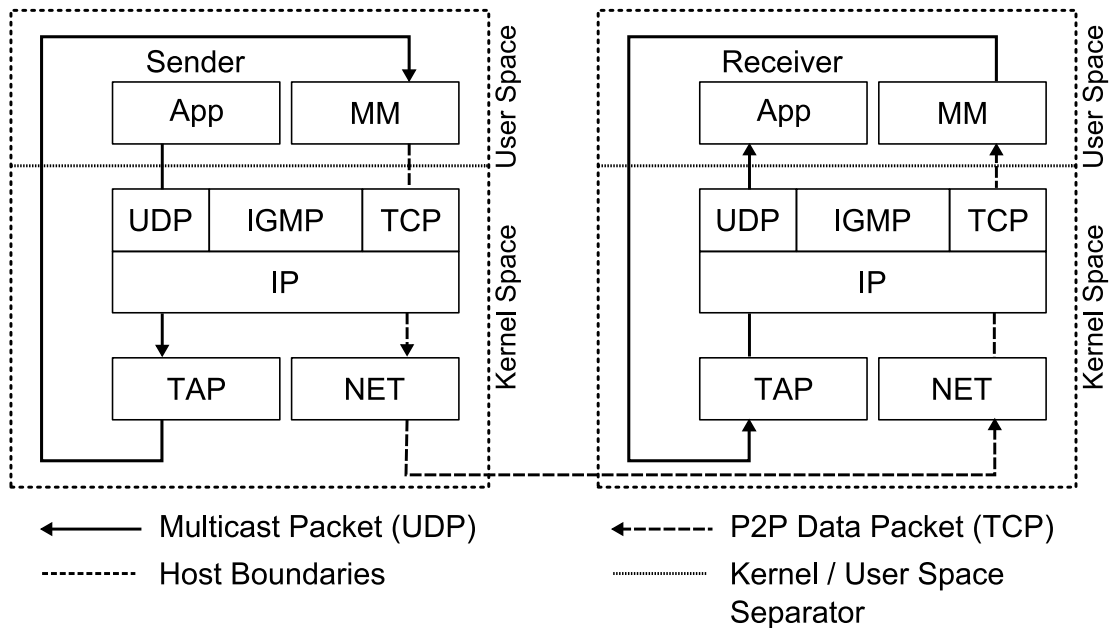 Sender
App
MM
User Space
UDP
IGMP
TCP
IP
Kernel Space
TAP
NET
Receiver
App
MM
User Space
UDP
IGMP
TCP
IP
Kernel Space
TAP
NET
Multicast Packet (UDP)
P2P Data Packet (TCP)
Host Boundaries
Kernel / User Space
Separator